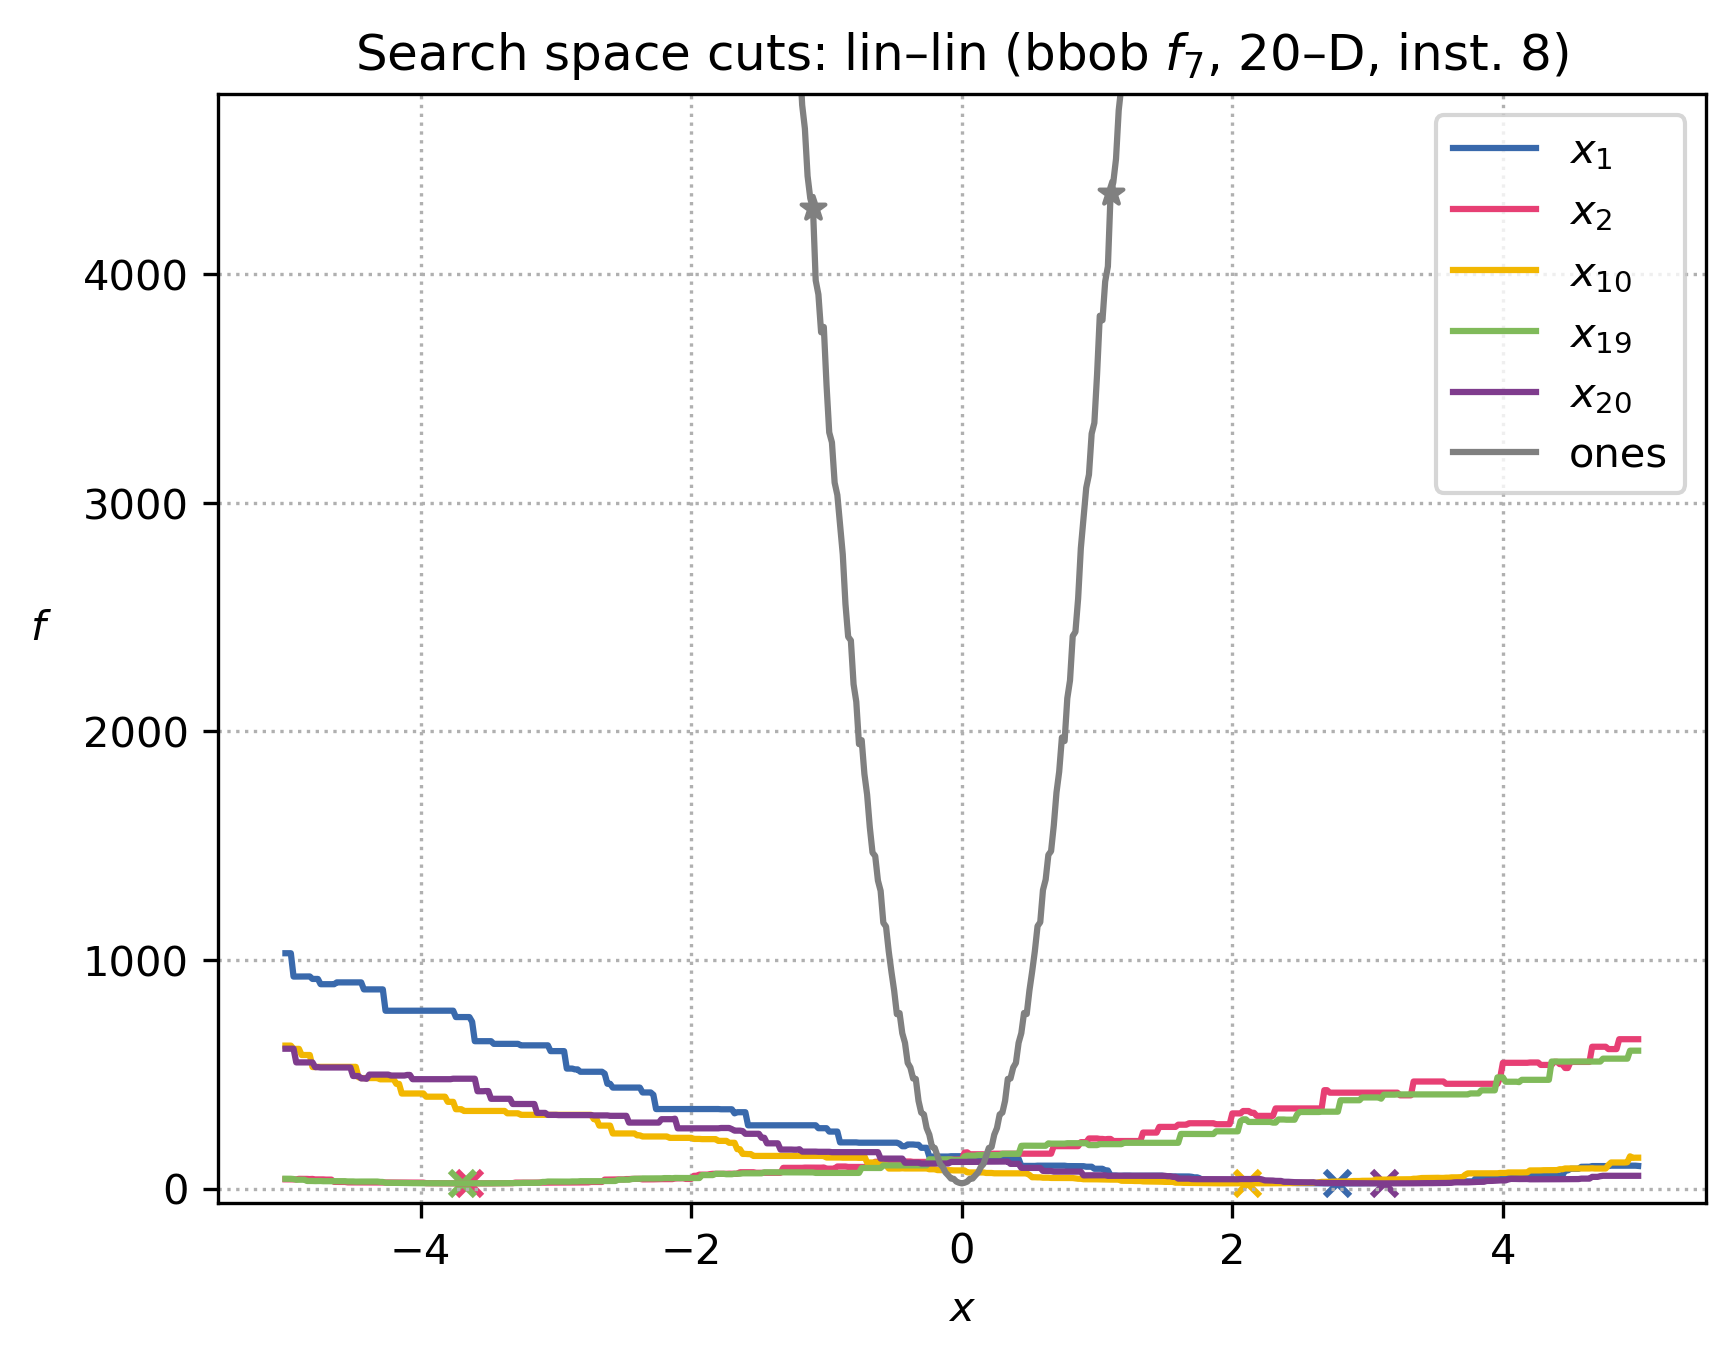 Search space cuts: lin–lin (bbob f₇, 20–D, inst. 8)
x₁
x₂
x₁₀
x₁₉
x₂₀
ones
4000
3000
2000
1000
0
f
−4
−2
0
2
4
x